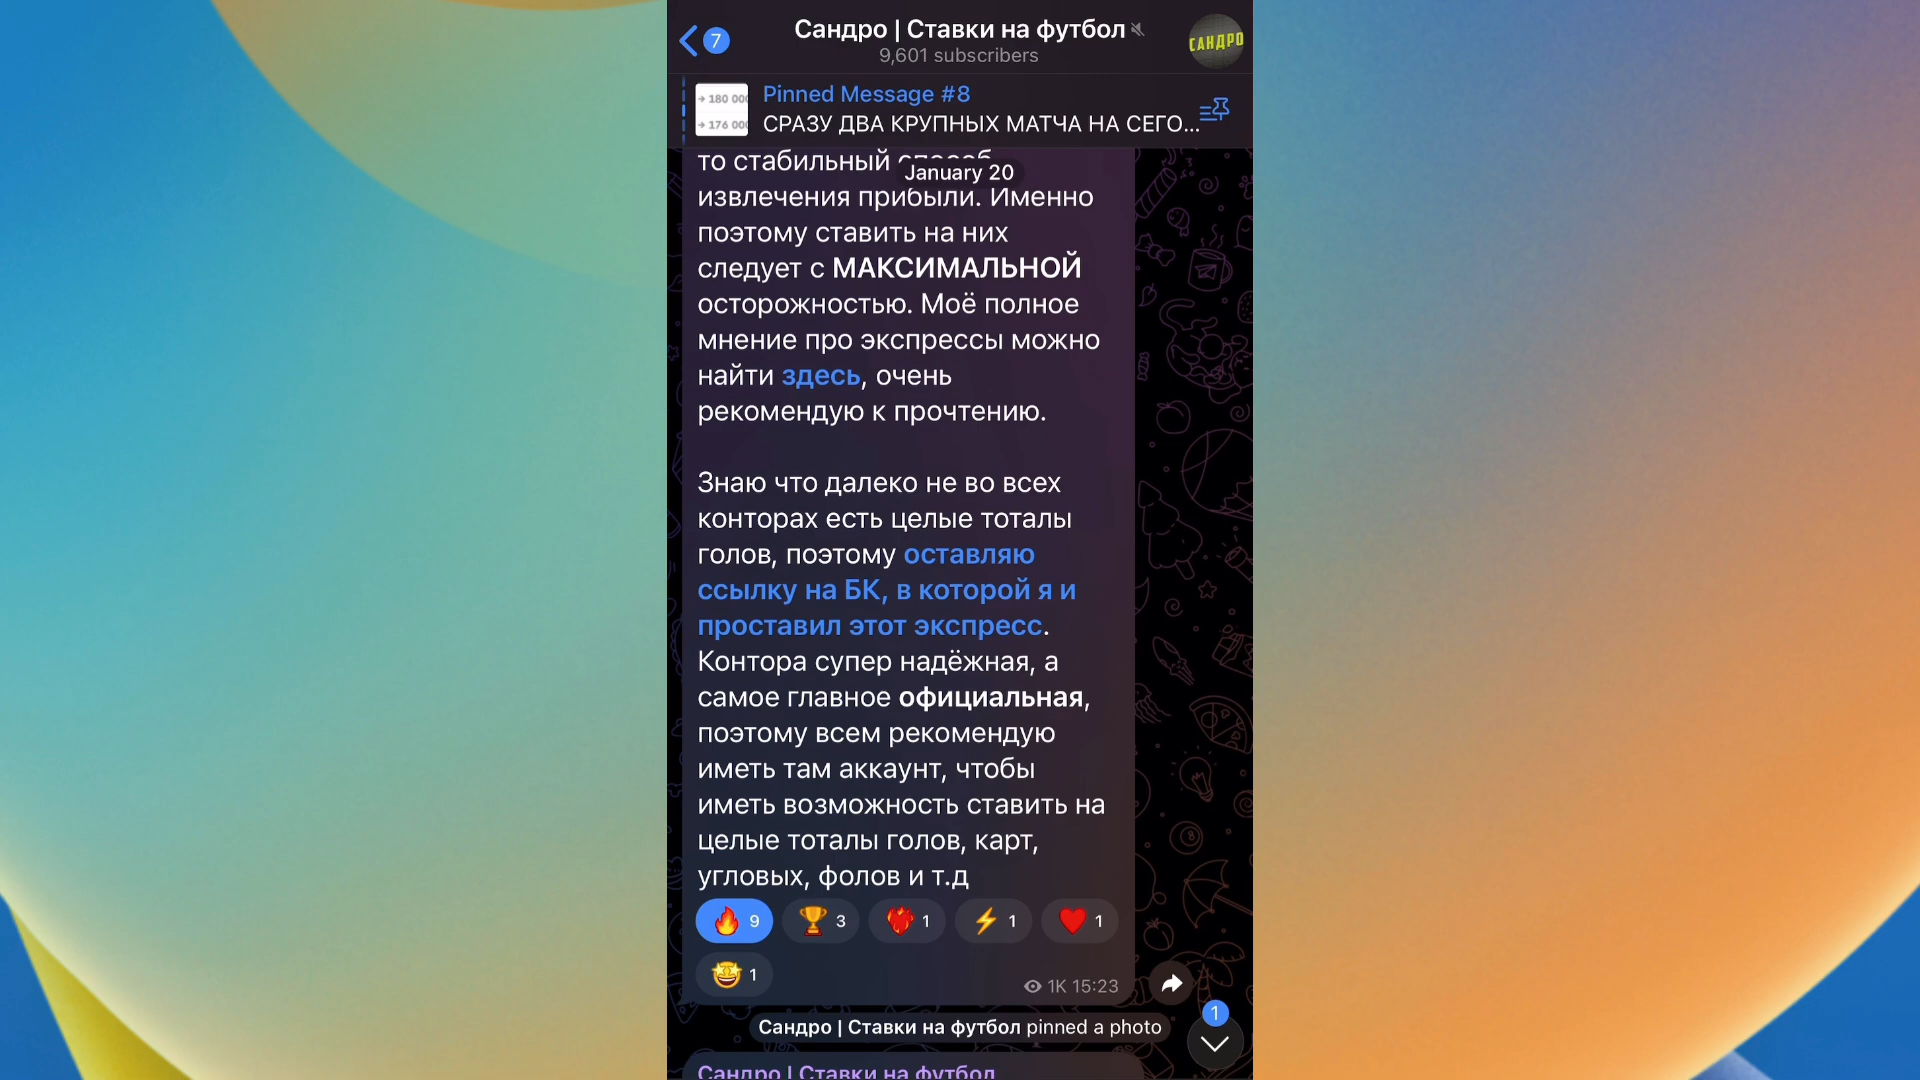 7
Сандро | Ставки на футбол
9,601 subscribers
САНДРО
Pinned Message #8
СРАЗУ ДВА КРУПНЫХ МАТЧА НА СЕГО...
→ 180 000
→ 176 000
January 20
то стабильный способ
извлечения прибыли. Именно
поэтому ставить на них
следует с МАКСИМАЛЬНОЙ
осторожностью. Моё полное
мнение про экспрессы можно
найти здесь, очень
рекомендую к прочтению.
Знаю что далеко не во всех
конторах есть целые тоталы
голов, поэтому оставляю
ссылку на БК, в которой я и
проставил этот экспресс.
Контора супер надёжная, а
самое главное официальная,
поэтому всем рекомендую
иметь там аккаунт, чтобы
иметь возможность ставить на
целые тоталы голов, карт,
угловых, фолов и т.д
9 3 1 1 1
1
1K 15:23
1
Сандро | Ставки на футбол pinned a photo
Сандро | Ставки на футбол